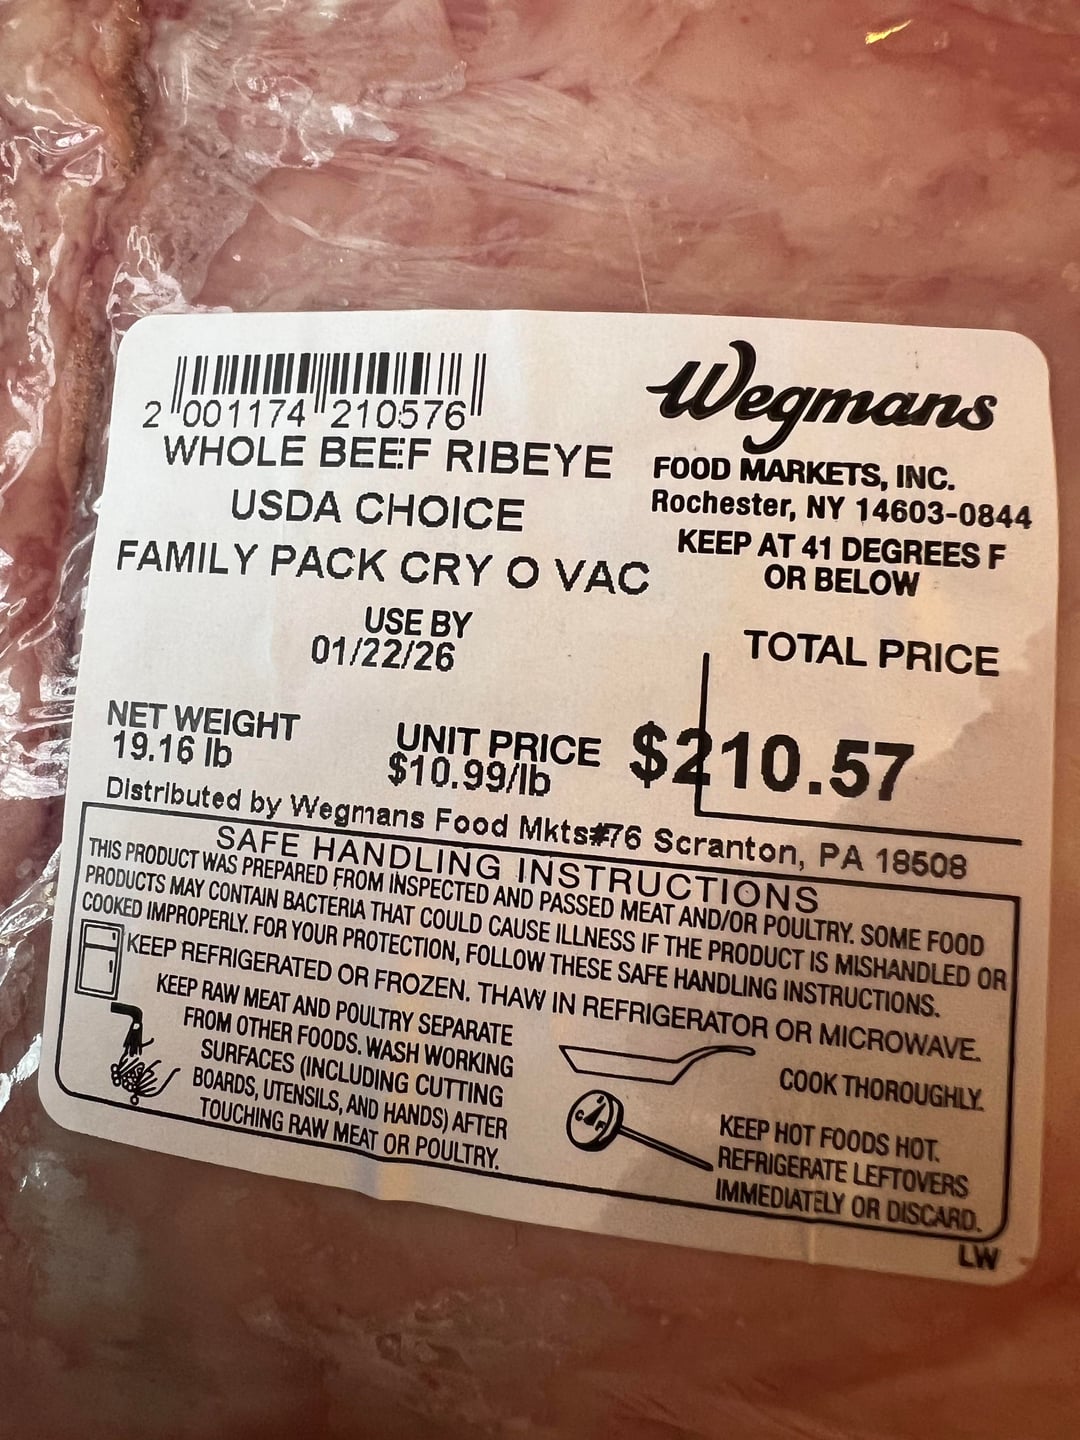 2 001174 210576
WHOLE BEEF RIBEYE
USDA CHOICE
FAMILY PACK CRY O VAC
Wegmans
FOOD MARKETS, INC.
Rochester, NY 14603-0844
KEEP AT 41 DEGREES F
OR BELOW
USE BY
01/22/26
TOTAL PRICE
$210.57
NET WEIGHT
19.16 lb
UNIT PRICE
$10.99/lb
Distributed by Wegmans Food Mkts#76 Scranton, PA 18508
SAFE HANDLING INSTRUCTIONS
THIS PRODUCT WAS PREPARED FROM INSPECTED AND PASSED MEAT AND/OR POULTRY. SOME FOOD
PRODUCTS MAY CONTAIN BACTERIA THAT COULD CAUSE ILLNESS IF THE PRODUCT IS MISHANDLED OR
COOKED IMPROPERLY. FOR YOUR PROTECTION, FOLLOW THESE SAFE HANDLING INSTRUCTIONS.
KEEP REFRIGERATED OR FROZEN. THAW IN REFRIGERATOR OR MICROWAVE.
KEEP RAW MEAT AND POULTRY SEPARATE
FROM OTHER FOODS. WASH WORKING
SURFACES (INCLUDING CUTTING
BOARDS, UTENSILS, AND HANDS) AFTER
TOUCHING RAW MEAT OR POULTRY.
COOK THOROUGHLY.
C F
KEEP HOT FOODS HOT.
REFRIGERATE LEFTOVERS
IMMEDIATELY OR DISCARD.
LW